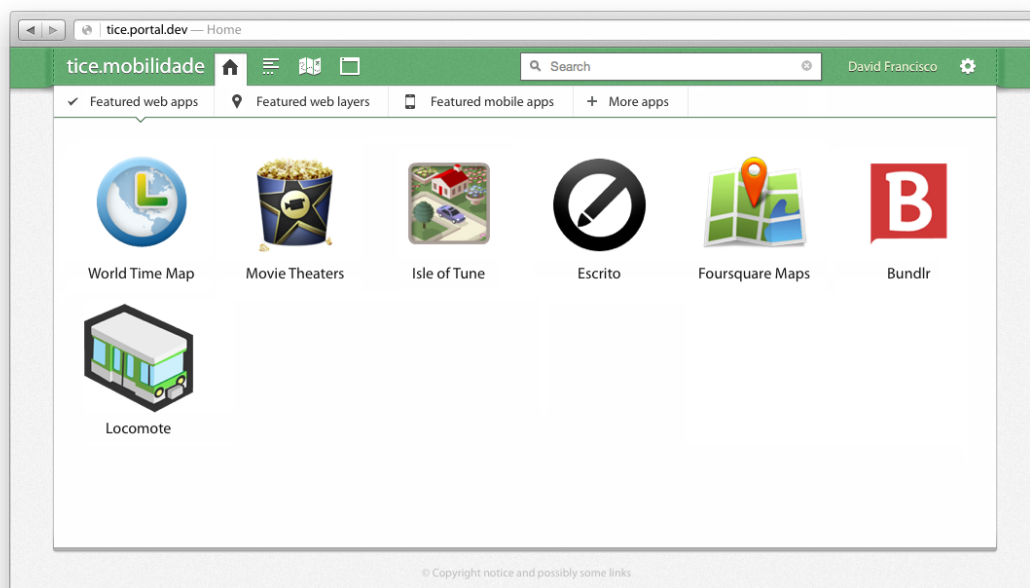 tice.portal.dev — Home
tice.mobilidade
Search
David Francisco
Featured web apps
Featured web layers
Featured mobile apps
More apps
World Time Map
Movie Theaters
Isle of Tune
Escrito
Foursquare Maps
B
Bundlr
Locomote
© Copyright notice and possibly some links